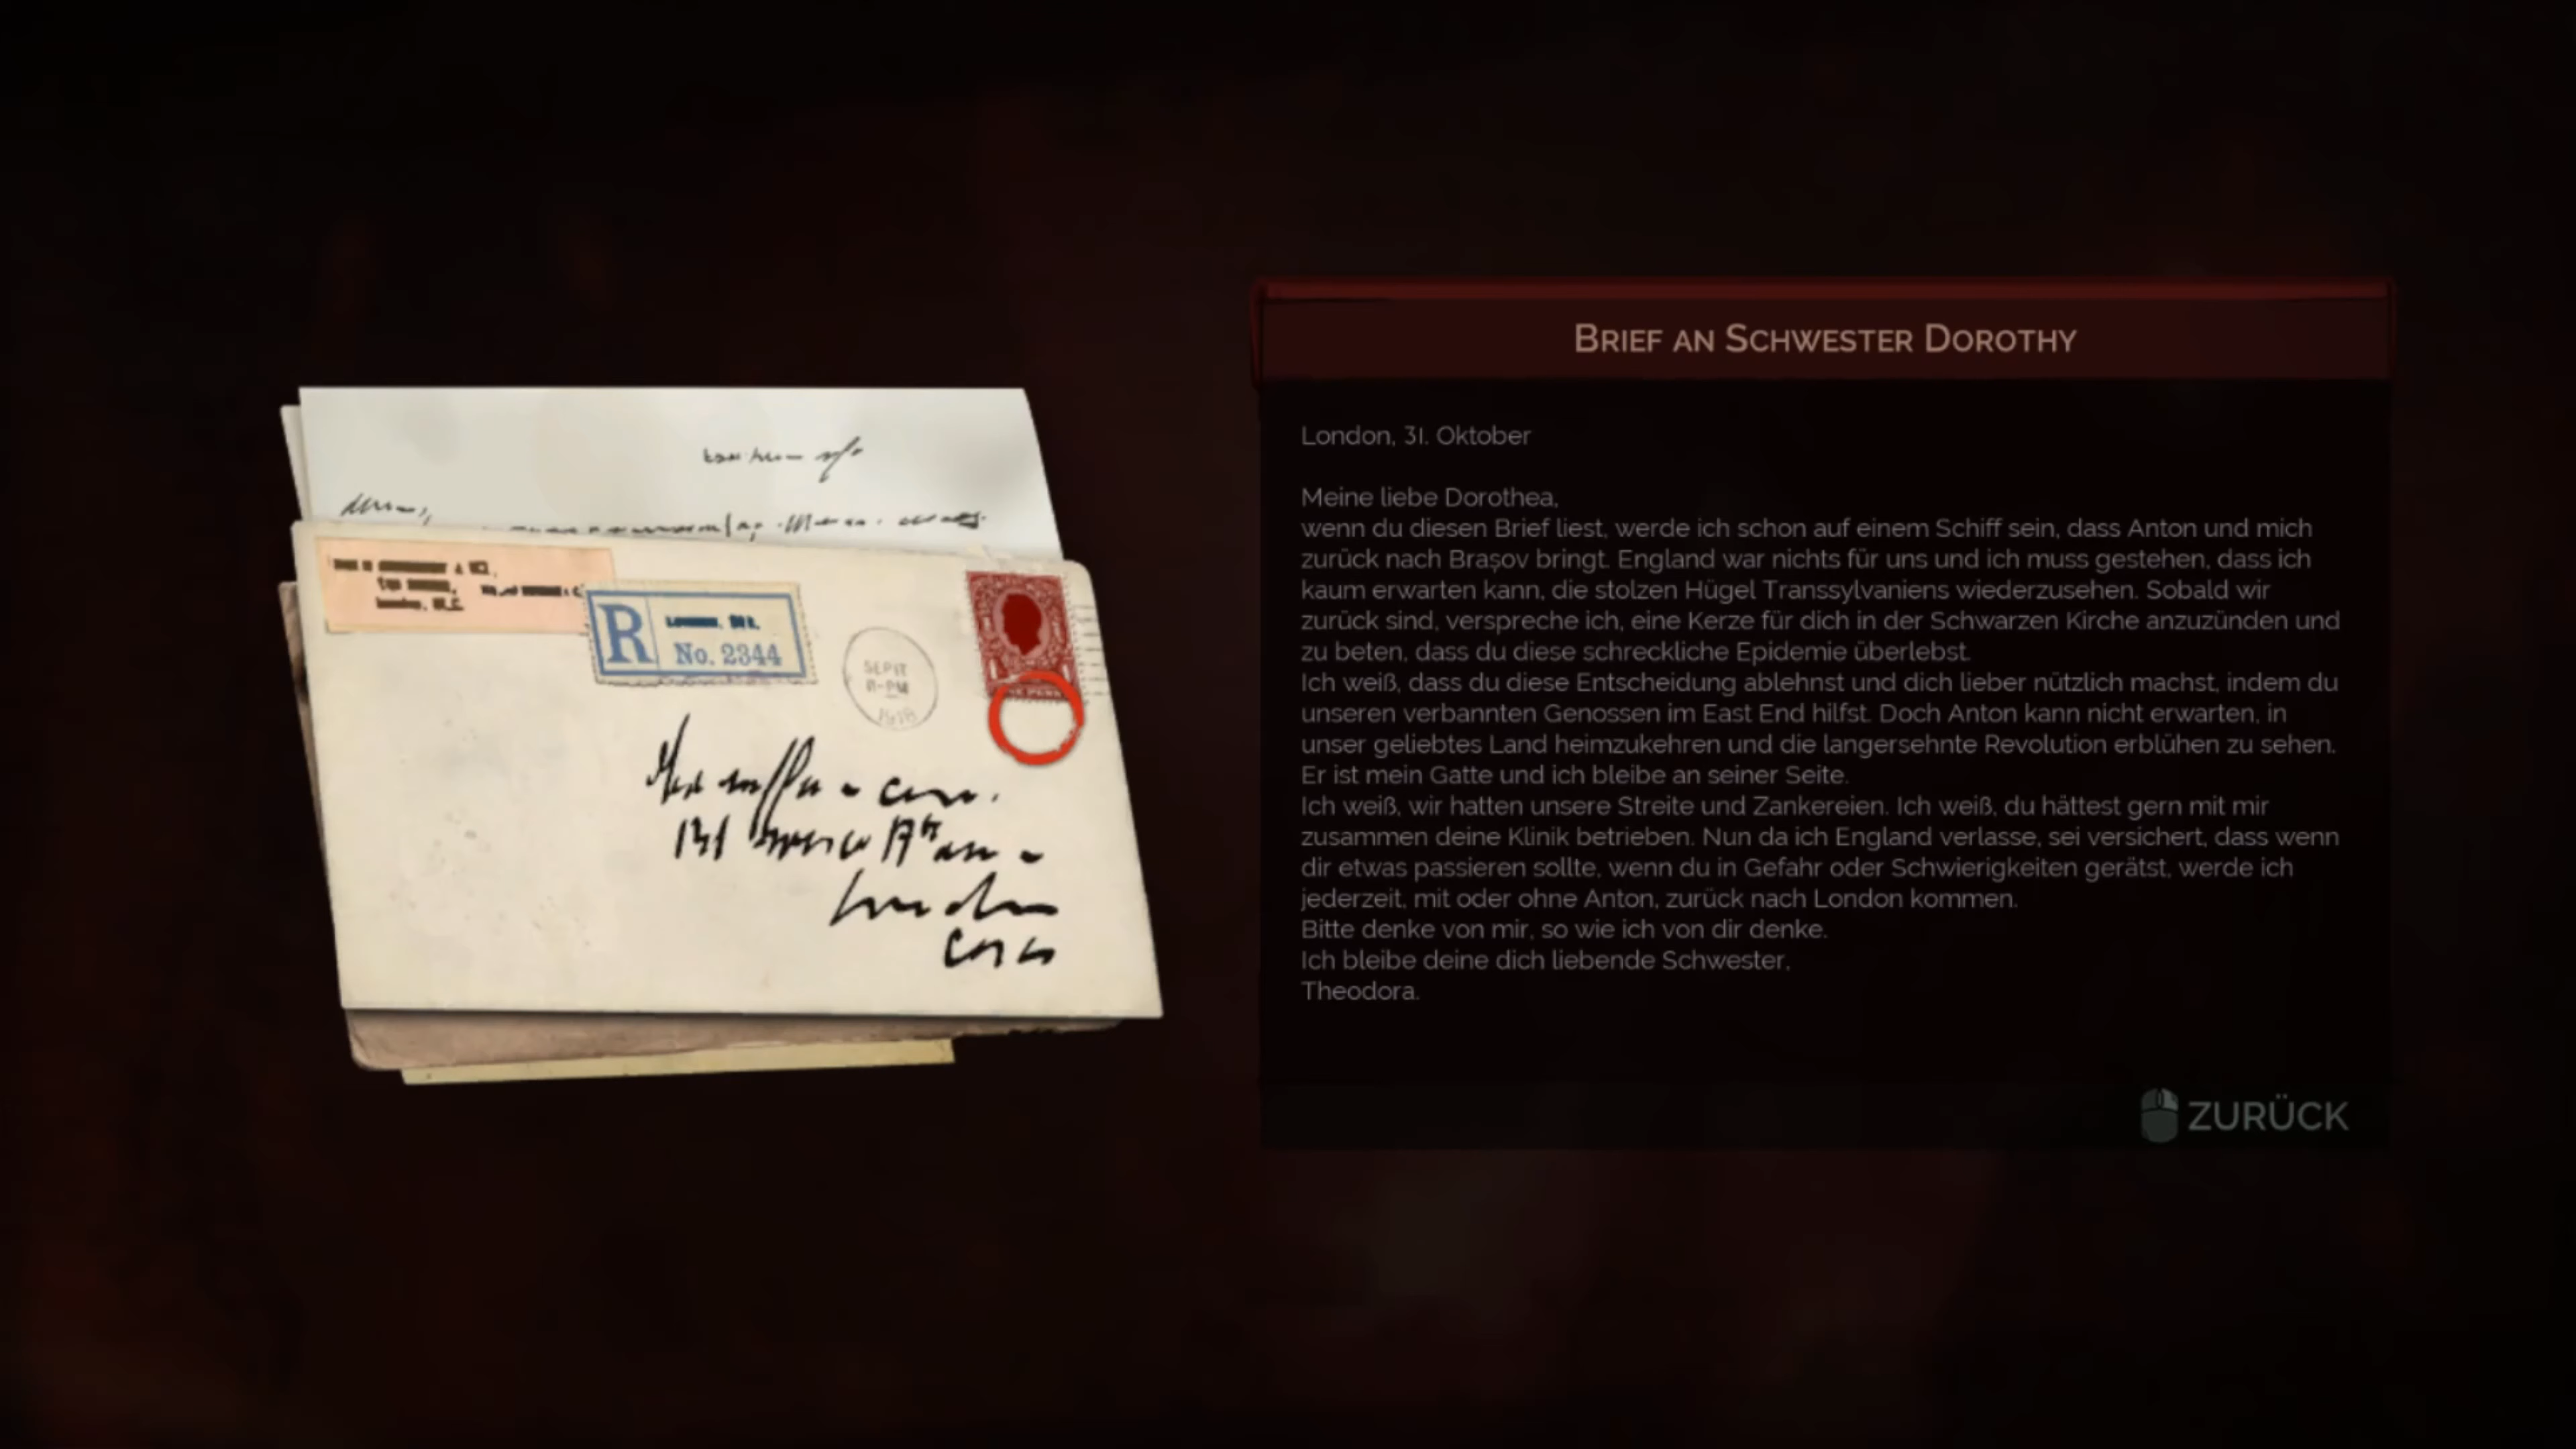 BRIEF AN SCHWESTER DOROTHY
London, 31. Oktober
Meine liebe Dorothea,
wenn du diesen Brief liest, werde ich schon auf einem Schiff sein, dass Anton und mich
zurück nach Brașov bringt. England war nichts für uns und ich muss gestehen, dass ich
kaum erwarten kann, die stolzen Hügel Transsylvaniens wiederzusehen. Sobald wir
zurück sind, verspreche ich, eine Kerze für dich in der Schwarzen Kirche anzuzünden und
zu beten, dass du diese schreckliche Epidemie überlebst.
Ich weiß, dass du diese Entscheidung ablehnst und dich lieber nützlich machst, indem du
unseren verbannten Genossen im East End hilfst. Doch Anton kann nicht erwarten, in
unser geliebtes Land heimzukehren und die langersehnte Revolution erblühen zu sehen.
Er ist mein Gatte und ich bleibe an seiner Seite.
Ich weiß, wir hatten unsere Streite und Zankereien. Ich weiß, du hättest gern mit mir
zusammen deine Klinik betrieben. Nun da ich England verlasse, sei versichert, dass wenn
dir etwas passieren sollte, wenn du in Gefahr oder Schwierigkeiten gerätst, werde ich
jederzeit, mit oder ohne Anton, zurück nach London kommen.
Bitte denke von mir, so wie ich von dir denke.
Ich bleibe deine dich liebende Schwester,
Theodora.
ZURÜCK
R
No. 2344
1918